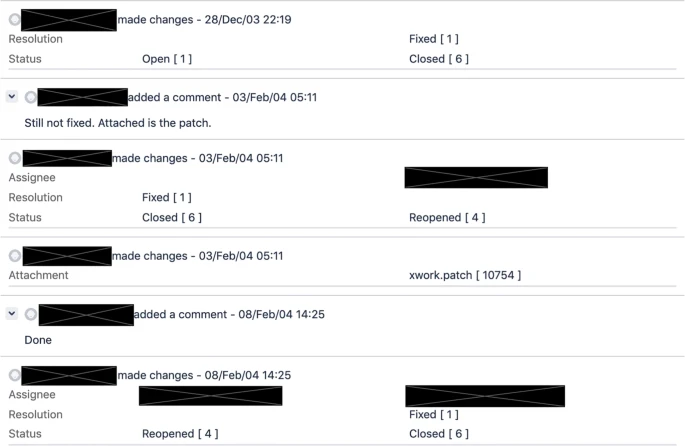 made changes - 28/Dec/03 22:19
Resolution Fixed [ 1 ]
Status Open [ 1 ] Closed [ 6 ]
added a comment - 03/Feb/04 05:11
Still not fixed. Attached is the patch.
made changes - 03/Feb/04 05:11
Assignee
Resolution Fixed [ 1 ]
Status Closed [ 6 ] Reopened [ 4 ]
made changes - 03/Feb/04 05:11
Attachment xwork.patch [ 10754 ]
added a comment - 08/Feb/04 14:25
Done
made changes - 08/Feb/04 14:25
Assignee
Resolution Fixed [ 1 ]
Status Reopened [ 4 ] Closed [ 6 ]